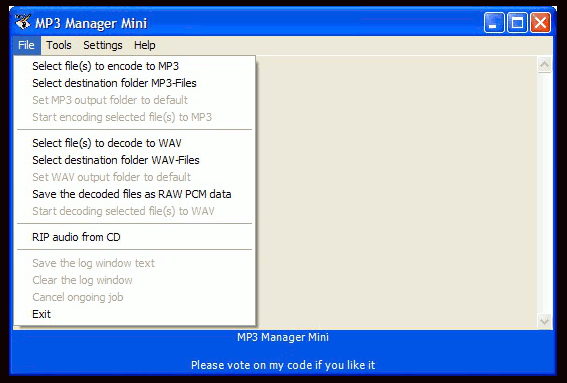 MP3 Manager Mini
File Tools Settings Help
Select file(s) to encode to MP3
Select destination folder MP3-Files
Set MP3 output folder to default
Start encoding selected file(s) to MP3
Select file(s) to decode to WAV
Select destination folder WAV-Files
Set WAV output folder to default
Save the decoded files as RAW PCM data
Start decoding selected file(s) to WAV
RIP audio from CD
Save the log window text
Clear the log window
Cancel ongoing job
Exit
MP3 Manager Mini
Please vote on my code if you like it